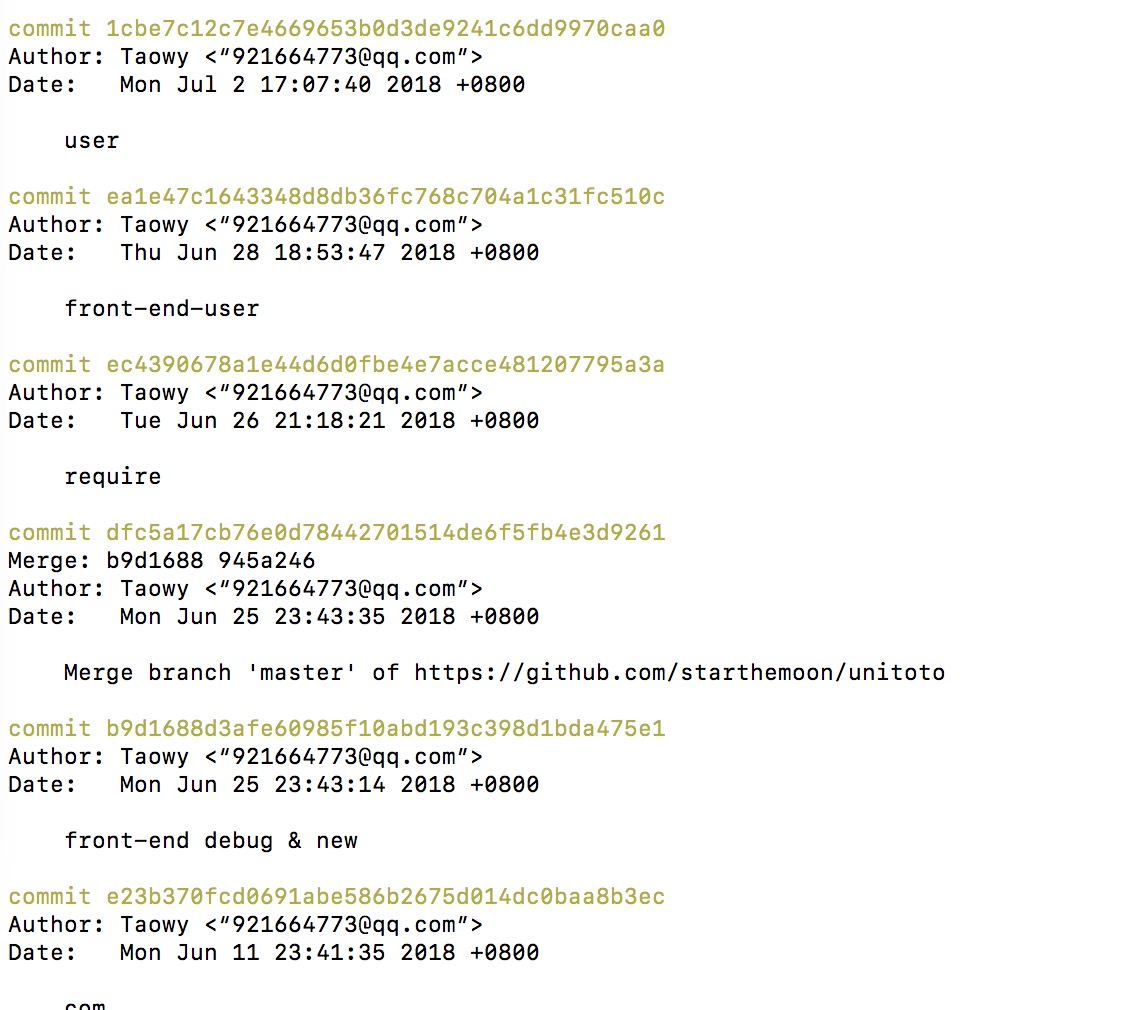 commit 1cbe7c12c7e4669653b0d3de9241c6dd9970caa0
Author: Taowy <“921664773@qq.com”>
Date:   Mon Jul 2 17:07:40 2018 +0800
user
commit ea1e47c1643348d8db36fc768c704a1c31fc510c
Author: Taowy <“921664773@qq.com”>
Date:   Thu Jun 28 18:53:47 2018 +0800
front-end-user
commit ec4390678a1e44d6d0fbe4e7acce481207795a3a
Author: Taowy <“921664773@qq.com”>
Date:   Tue Jun 26 21:18:21 2018 +0800
require
commit dfc5a17cb76e0d78442701514de6f5fb4e3d9261
Merge: b9d1688 945a246
Author: Taowy <“921664773@qq.com”>
Date:   Mon Jun 25 23:43:35 2018 +0800
Merge branch 'master' of https://github.com/starthemoon/unitoto
commit b9d1688d3afe60985f10abd193c398d1bda475e1
Author: Taowy <“921664773@qq.com”>
Date:   Mon Jun 25 23:43:14 2018 +0800
front-end debug & new
commit e23b370fcd0691abe586b2675d014dc0baa8b3ec
Author: Taowy <“921664773@qq.com”>
Date:   Mon Jun 11 23:41:35 2018 +0800
com